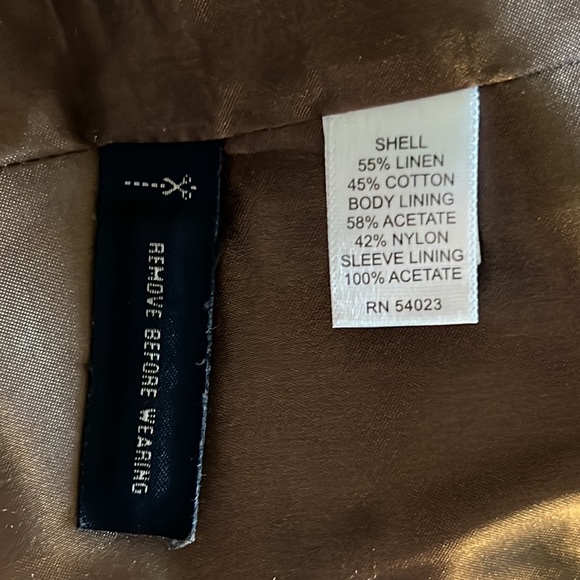 REMOVE BEFORE WEARING
SHELL
55% LINEN
45% COTTON
BODY LINING
58% ACETATE
42% NYLON
SLEEVE LINING
100% ACETATE
RN 54023